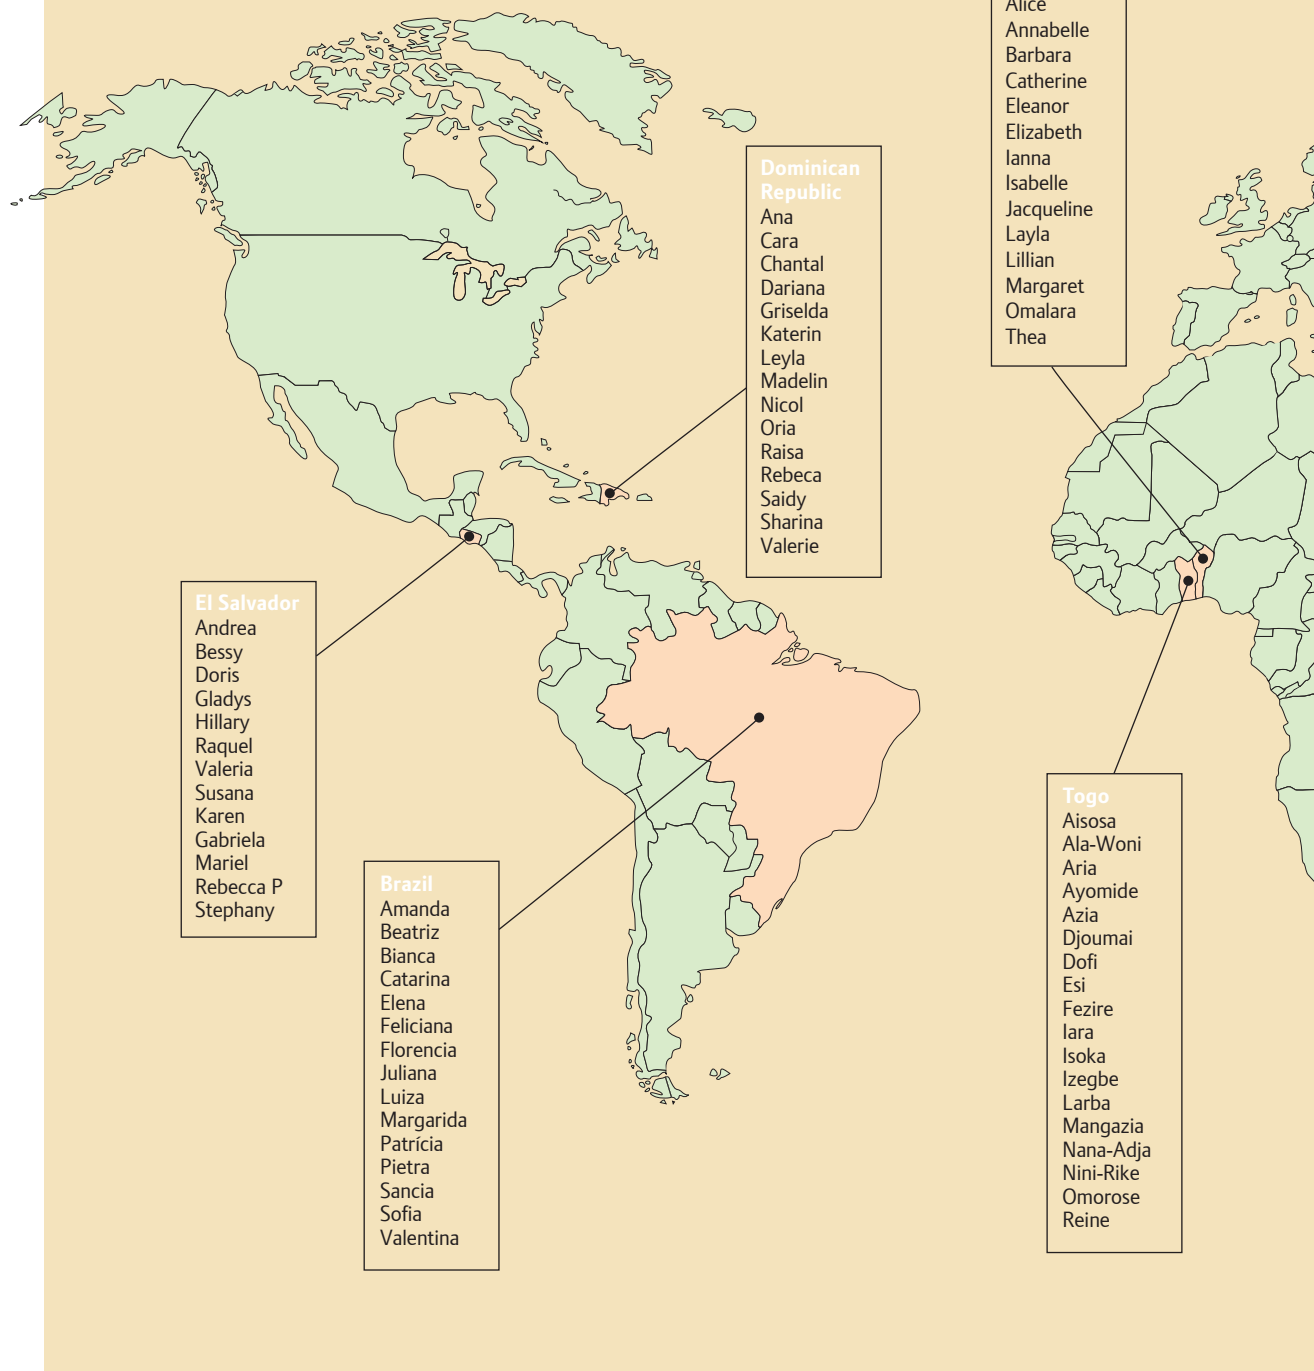 Alice
Annabelle
Barbara
Catherine
Eleanor
Elizabeth
Ianna
Isabelle
Jacqueline
Layla
Lillian
Margaret
Omalara
Thea
Dominican
Republic
Ana
Cara
Chantal
Dariana
Griselda
Katerin
Leyla
Madelin
Nicol
Oria
Raisa
Rebeca
Saidy
Sharina
Valerie
El Salvador
Andrea
Bessy
Doris
Gladys
Hillary
Raquel
Valeria
Susana
Karen
Gabriela
Mariel
Rebecca P
Stephany
Brazil
Amanda
Beatriz
Bianca
Catarina
Elena
Feliciana
Florencia
Juliana
Luiza
Margarida
Patrícia
Pietra
Sancia
Sofia
Valentina
Togo
Aisosa
Ala-Woni
Aria
Ayomide
Azia
Djoumai
Dofi
Esi
Fezire
Iara
Isoka
Izegbe
Larba
Mangazia
Nana-Adja
Nini-Rike
Omorose
Reine